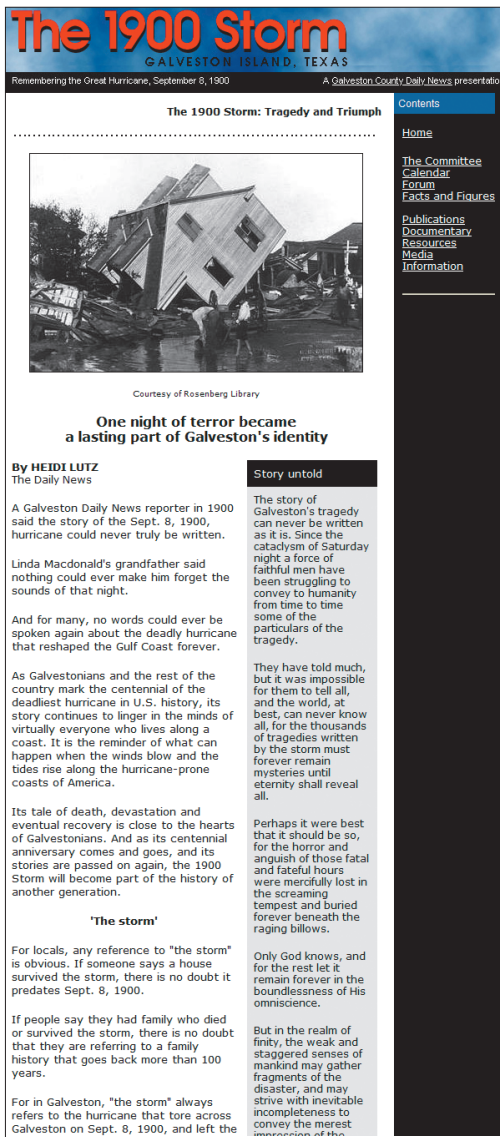 The 1900 Storm
GALVESTON ISLAND, TEXAS
Remembering the Great Hurricane, September 8, 1900
A Galveston County Daily News presentatio
Contents
Home
The Committee
Calendar
Forum
Facts and Figures
Publications
Documentary
Resources
Media
Information
The 1900 Storm: Tragedy and Triumph
Courtesy of Rosenberg Library
One night of terror became
a lasting part of Galveston's identity
By HEIDI LUTZ
The Daily News
A Galveston Daily News reporter in 1900
said the story of the Sept. 8, 1900,
hurricane could never truly be written.
Linda Macdonald's grandfather said
nothing could ever make him forget the
sounds of that night.
And for many, no words could ever be
spoken again about the deadly hurricane
that reshaped the Gulf Coast forever.
As Galvestonians and the rest of the
country mark the centennial of the
deadliest hurricane in U.S. history, its
story continues to linger in the minds of
virtually everyone who lives along a
coast. It is the reminder of what can
happen when the winds blow and the
tides rise along the hurricane-prone
coasts of America.
Its tale of death, devastation and
eventual recovery is close to the hearts
of Galvestonians. And as its centennial
anniversary comes and goes, and its
stories are passed on again, the 1900
Storm will become part of the history of
another generation.
'The storm'
For locals, any reference to "the storm"
is obvious. If someone says a house
survived the storm, there is no doubt it
predates Sept. 8, 1900.
If people say they had family who died
or survived the storm, there is no doubt
that they are referring to a family
history that goes back more than 100
years.
For in Galveston, "the storm" always
refers to the hurricane that tore across
Galveston on Sept. 8, 1900, and left the
Story untold
The story of
Galveston's tragedy
can never be written
as it is. Since the
cataclysm of Saturday
night a force of
faithful men have
been struggling to
convey to humanity
from time to time
some of the
particulars of the
tragedy.
They have told much,
but it was impossible
for them to tell all,
and the world, at
best, can never know
all, for the thousands
of tragedies written
by the storm must
forever remain
mysteries until
eternity shall reveal
all.
Perhaps it were best
that it should be so,
for the horror and
anguish of those fatal
and fateful hours
were mercifully lost in
the screaming
tempest and buried
forever beneath the
raging billows.
Only God knows, and
for the rest let it
remain forever in the
boundlessness of His
omniscience.
But in the realm of
finity, the weak and
staggered senses of
mankind may gather
fragments of the
disaster, and may
strive with inevitable
incompleteness to
convey the merest
impression of the